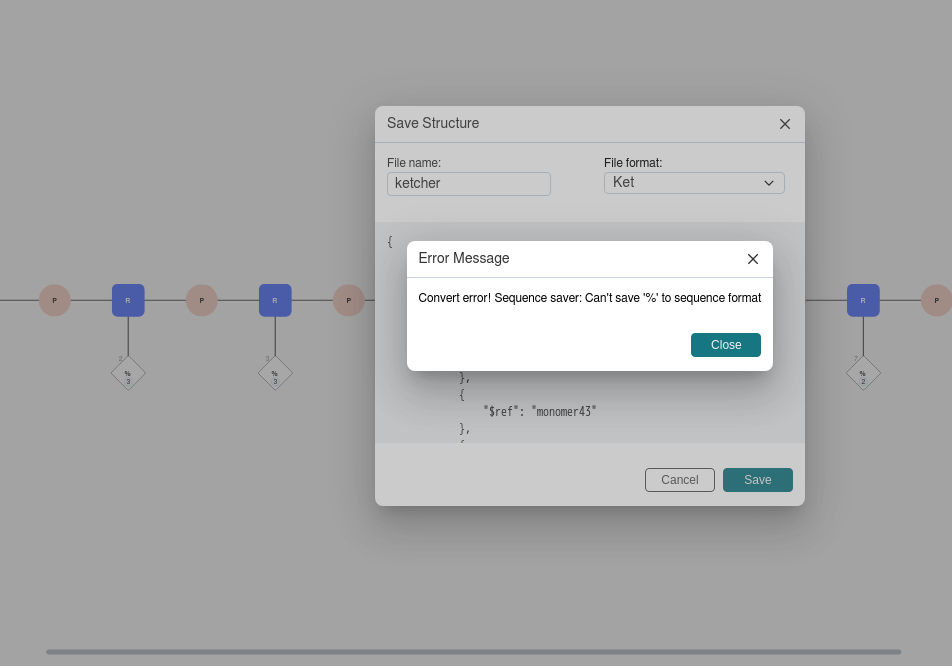 Save Structure
File name:
File format:
ketcher
Ket
{
Error Message
Convert error! Sequence saver: Can't save '%' to sequence format
Close
P
R
P
R
P
R
P
2
%
3
3
%
3
7
%
2
},
{
"$ref": "monomer43"
},
{
Cancel
Save